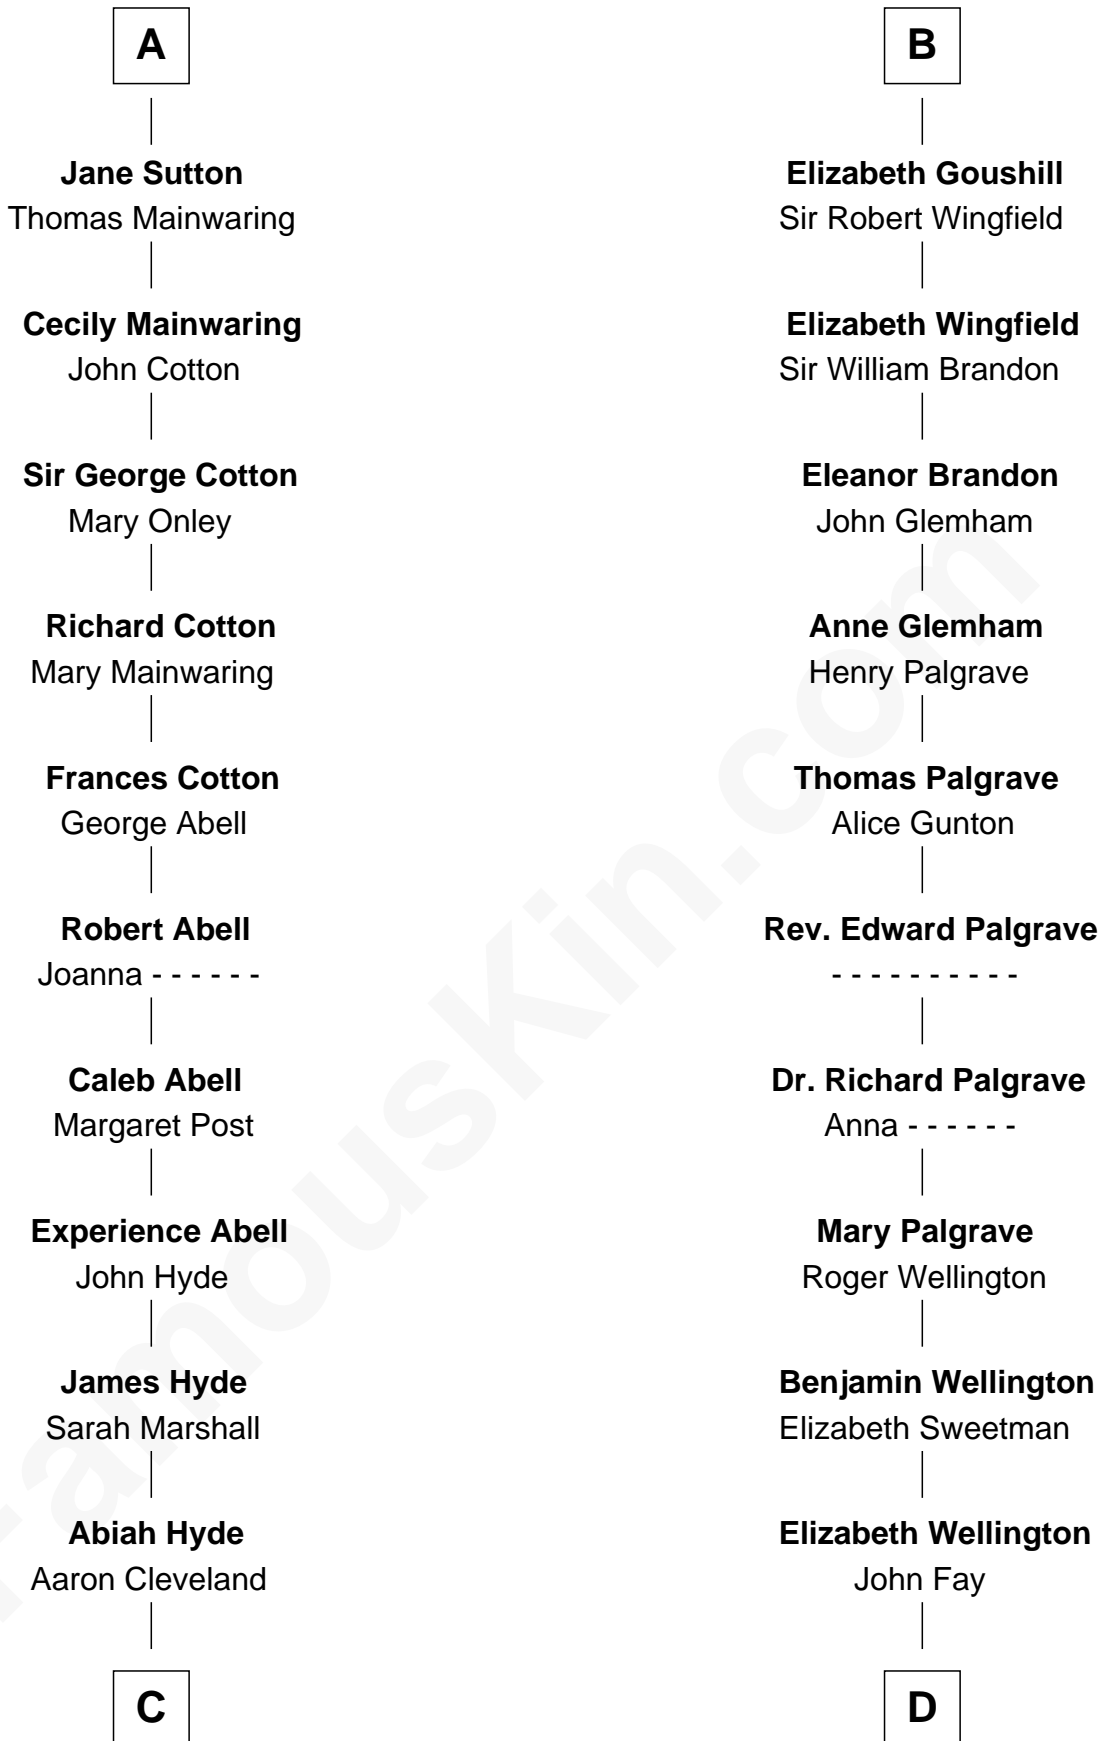 A
Jane Sutton
Thomas Mainwaring
Cecily Mainwaring
John Cotton
Sir George Cotton
Mary Onley
Richard Cotton
Mary Mainwaring
Frances Cotton
George Abell
Robert Abell
Joanna - - - - - -
Caleb Abell
Margaret Post
Experience Abell
John Hyde
James Hyde
Sarah Marshall
Abiah Hyde
Aaron Cleveland
C
B
Elizabeth Goushill
Sir Robert Wingfield
Elizabeth Wingfield
Sir William Brandon
Eleanor Brandon
John Glemham
Anne Glemham
Henry Palgrave
Thomas Palgrave
Alice Gunton
Rev. Edward Palgrave
- - - - - - - - - -
Dr. Richard Palgrave
Anna - - - - - -
Mary Palgrave
Roger Wellington
Benjamin Wellington
Elizabeth Sweetman
Elizabeth Wellington
John Fay
D
FamousKin.com